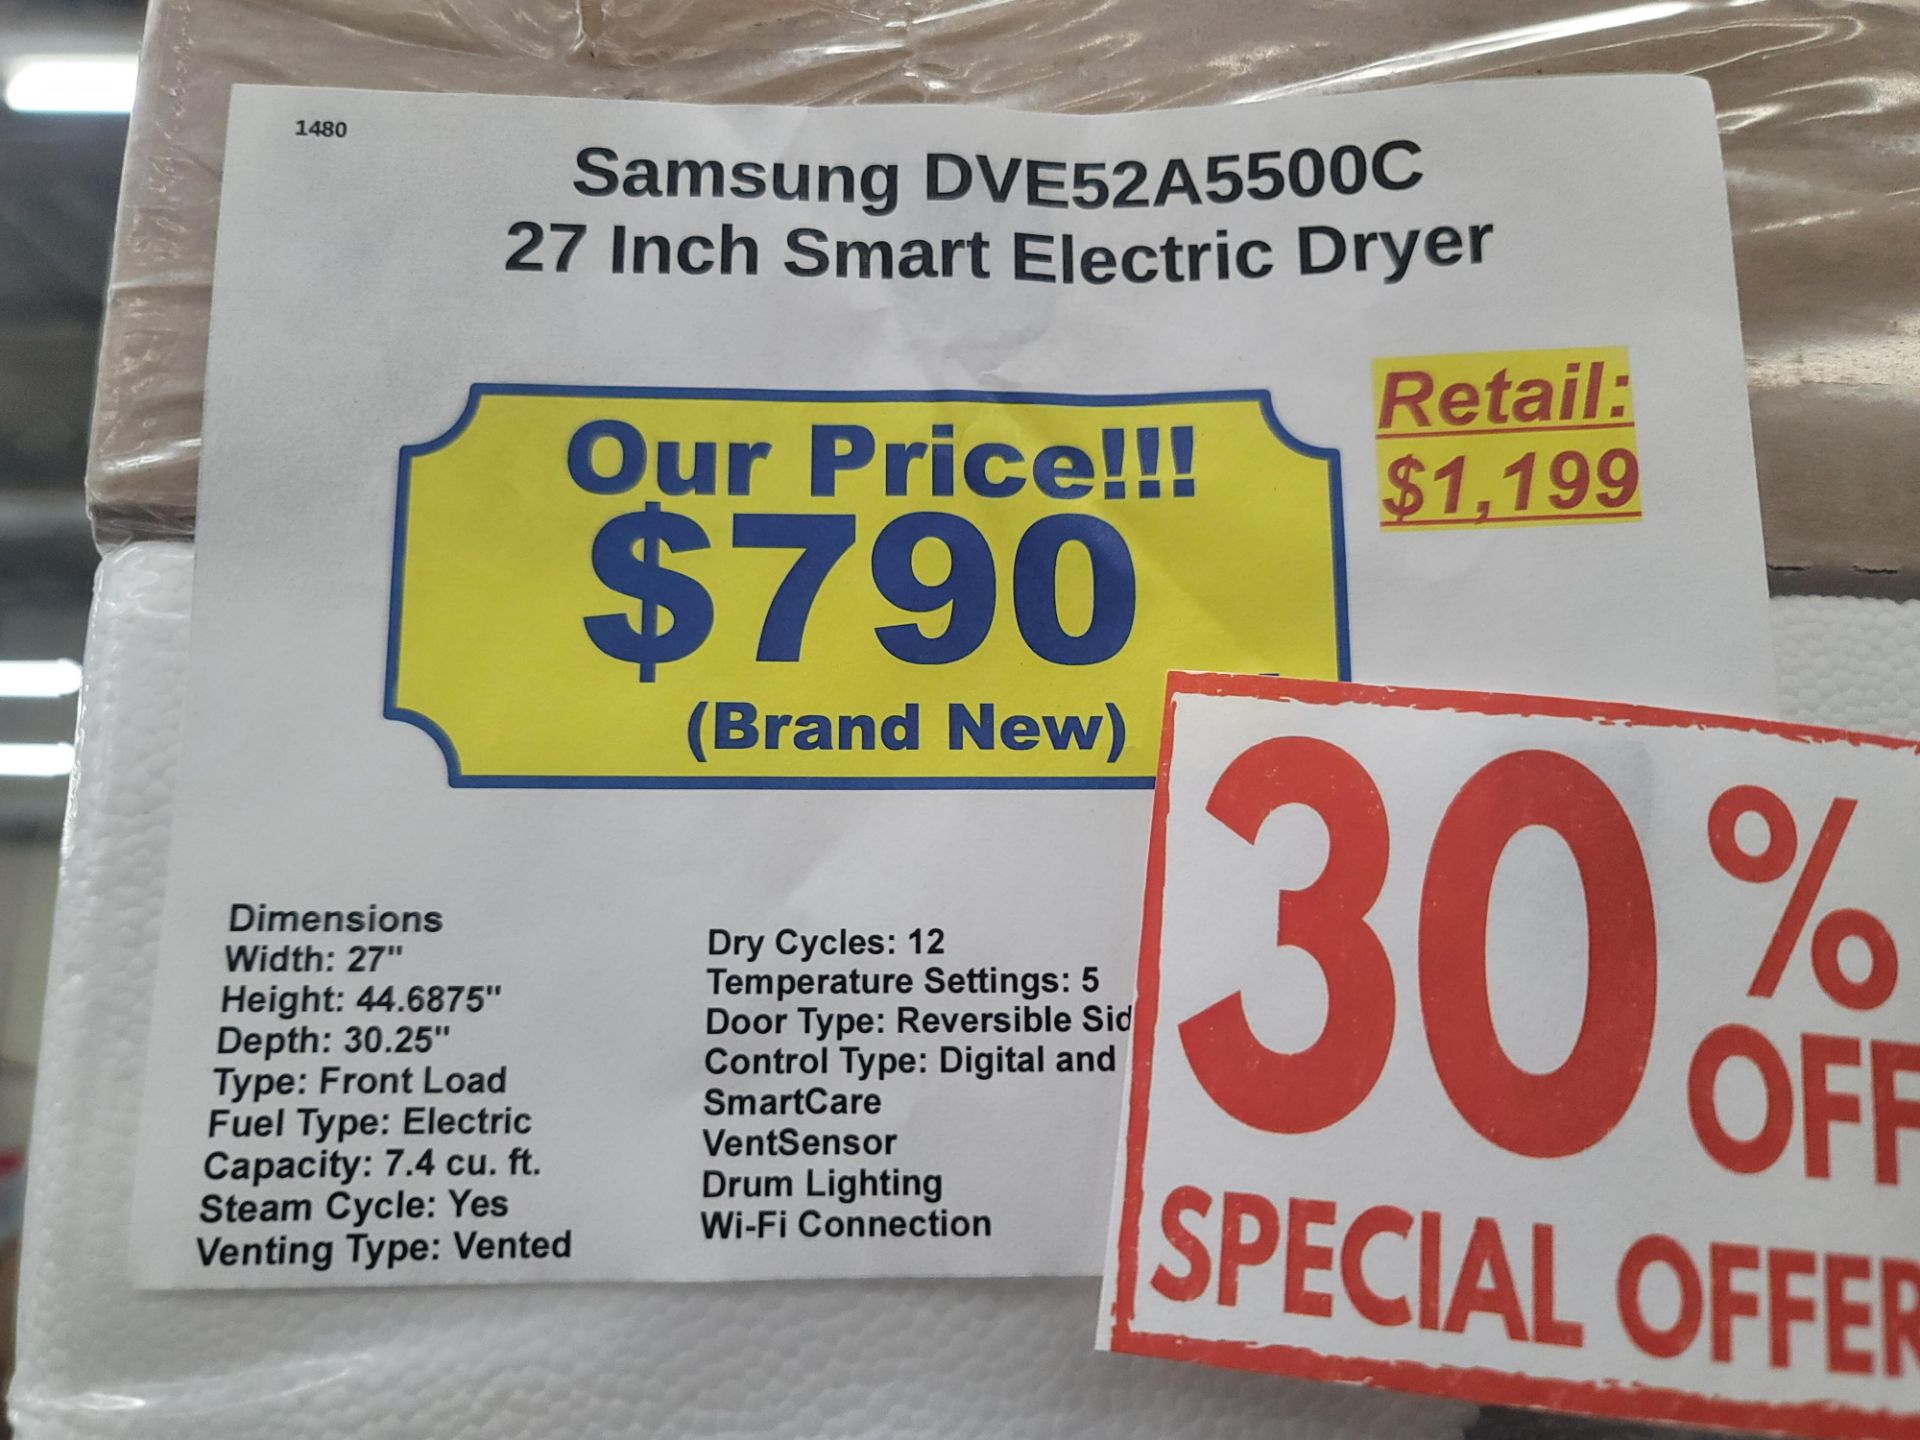 1480
Samsung DVE52A5500C
27 Inch Smart Electric Dryer
Retail:
$1,199
Our Price!!!
$790
(Brand New)
Dimensions
Width: 27"
Height: 44.6875"
Depth: 30.25"
Type: Front Load
Fuel Type: Electric
Capacity: 7.4 cu. ft.
Steam Cycle: Yes
Venting Type: Vented
Dry Cycles: 12
Temperature Settings: 5
Door Type: Reversible Sid
Control Type: Digital and
SmartCare
VentSensor
Drum Lighting
Wi-Fi Connection
30%
OFF
SPECIAL OFFER